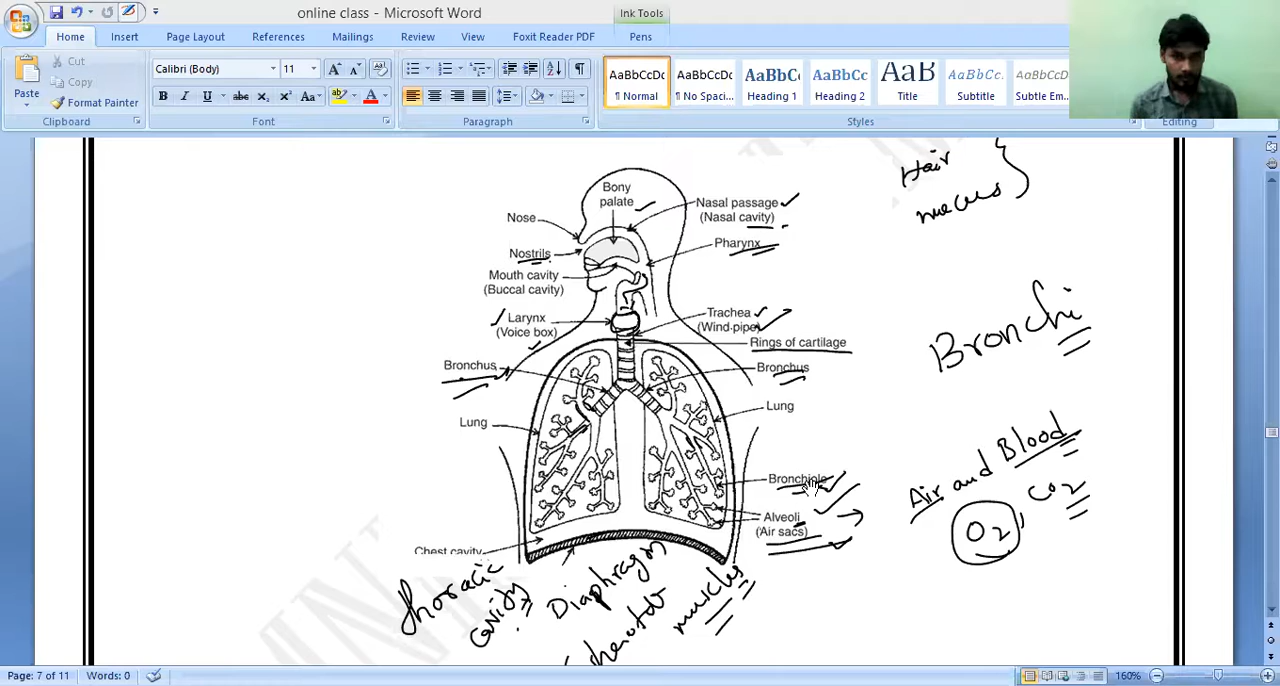 online class - Microsoft Word
Ink Tools
Home
Insert
Page Layout
References
Mailings
Review
View
Foxit Reader PDF
Pens
Paste
Cut
Copy
Format Painter
Clipboard
Calibri (Body)
11
Font
Paragraph
AaBbCcDc
¶ Normal
AaBbCcDc
¶ No Spaci...
AaBbCc
Heading 1
AaBbCc
Heading 2
AaB
Title
AaBbCc.
Subtitle
AaBbCcDc
Subtle Em...
Styles
Editing
Hair
mucus
Bony
palate
Nose
Nasal passage
(Nasal cavity)
Nostrils
Pharynx
Mouth cavity
(Buccal cavity)
Larynx
(Voice box)
Trachea
(Wind-pipe)
Rings of cartilage
Bronchi
Bronchus
Bronchus
Lung
Lung
Bronchiole
Alveoli
(Air sacs)
Air and Blood
O2, CO2
Chest cavity
thoracic
cavity
Diaphragm
muscles
Page: 7 of 11
Words: 0
160%